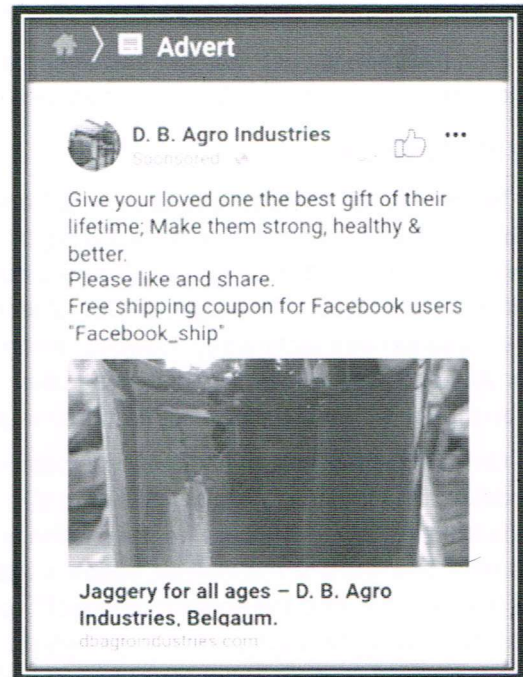 Advert
D. B. Agro Industries
Sponsored
Give your loved one the best gift of their
lifetime; Make them strong, healthy &
better.
Please like and share.
Free shipping coupon for Facebook users
"Facebook_ship"
Jaggery for all ages – D. B. Agro
Industries, Belgaum.
dbagroindustries.com